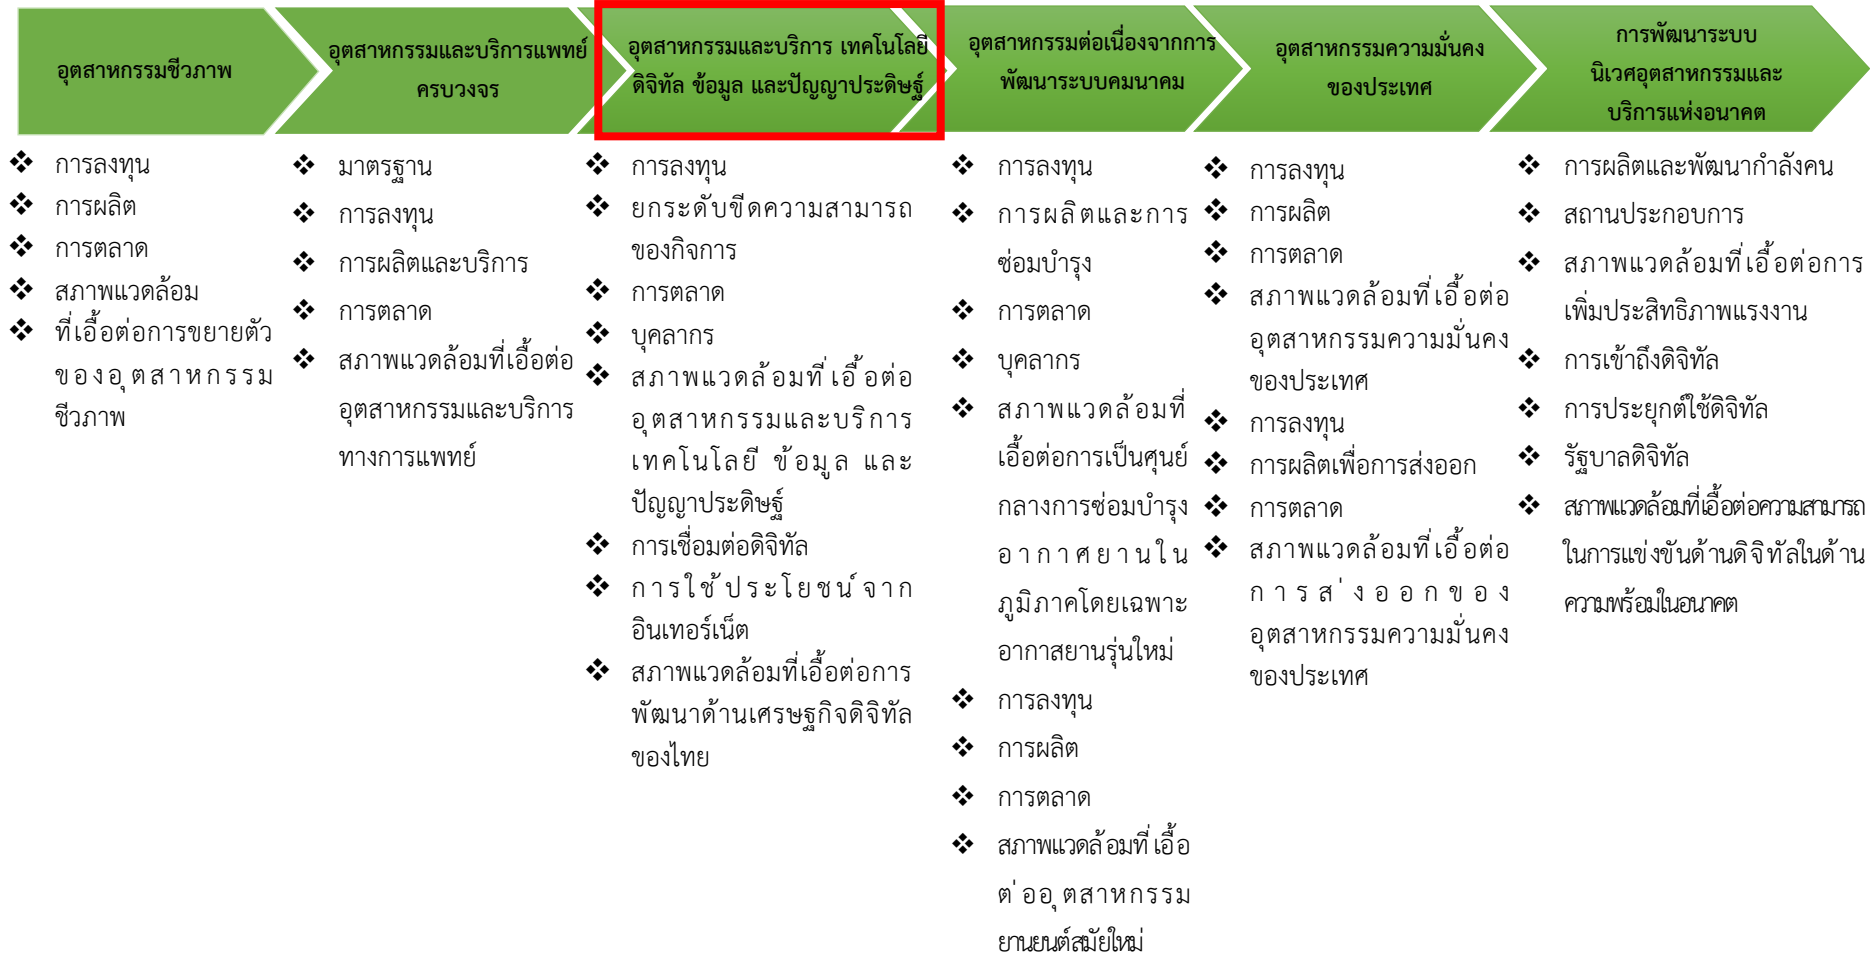 อุตสาหกรรมชีวภาพ
อุตสาหกรรมและบริการแพทย์
ครบวงจร
อุตสาหกรรมและบริการ เทคโนโลยี
ดิจิทัล ข้อมูล และปัญญาประดิษฐ์
อุตสาหกรรมต่อเนื่องจากการ
พัฒนาระบบคมนาคม
อุตสาหกรรมความมั่นคง
ของประเทศ
การพัฒนาระบบ
นิเวศอุตสาหกรรมและ
บริการแห่งอนาคต
❖ การลงทุน
❖ การผลิต
❖ การตลาด
❖ สภาพแวดล้อม
❖ ที่เอื้อต่อการขยายตัว
ของอุตสาหกรรม
ชีวภาพ
❖ มาตรฐาน
❖ การลงทุน
❖ การผลิตและบริการ
❖ การตลาด
❖ สภาพแวดล้อมที่เอื้อต่อ
อุตสาหกรรมและบริการ
ทางการแพทย์
❖ การลงทุน
❖ ยกระดับขีดความสามารถ
ของกิจการ
❖ การตลาด
❖ บุคลากร
❖ สภาพแวดล้อมที่เอื้อต่อ
อุตสาหกรรมและบริการ
เทคโนโลยี ข้อมูล และ
ปัญญาประดิษฐ์
❖ การเชื่อมต่อดิจิทัล
❖ การใช้ประโยชน์จาก
อินเทอร์เน็ต
❖ สภาพแวดล้อมที่เอื้อต่อการ
พัฒนาด้านเศรษฐกิจดิจิทัล
ของไทย
❖ การลงทุน
❖ การผลิตและการ
ซ่อมบำรุง
❖ การตลาด
❖ บุคลากร
❖ สภาพแวดล้อมที่
เอื้อต่อการเป็นศูนย์
กลางการซ่อมบำรุง
อากาศยานใน
ภูมิภาคโดยเฉพาะ
อากาสยานรุ่นใหม่
❖ การลงทุน
❖ การผลิต
❖ การตลาด
❖ สภาพแวดล้อมที่เอื้อ
ต่ออุตสาหกรรม
ยานยนต์สมัยใหม่
❖ การลงทุน
❖ การผลิต
❖ การตลาด
❖ สภาพแวดล้อมที่เอื้อต่อ
อุตสาหกรรมความมั่นคง
ของประเทศ
❖ การลงทุน
❖ การผลิตเพื่อการส่งออก
❖ การตลาด
❖ สภาพแวดล้อมที่เอื้อต่อ
การส่งออกของ
อุตสาหกรรมความมั่นคง
ของประเทศ
❖ การผลิตและพัฒนากำลังคน
❖ สถานประกอบการ
❖ สภาพแวดล้อมที่เอื้อต่อการ
เพิ่มประสิทธิภาพแรงงาน
❖ การเข้าถึงดิจิทัล
❖ การประยุกต์ใช้ดิจิทัล
❖ รัฐบาลดิจิทัล
❖ สภาพแวดล้อมที่เอื้อต่อความสามารถ
ในการแข่งขันด้านดิจิทัลในด้าน
ความพร้อมในอนาคต